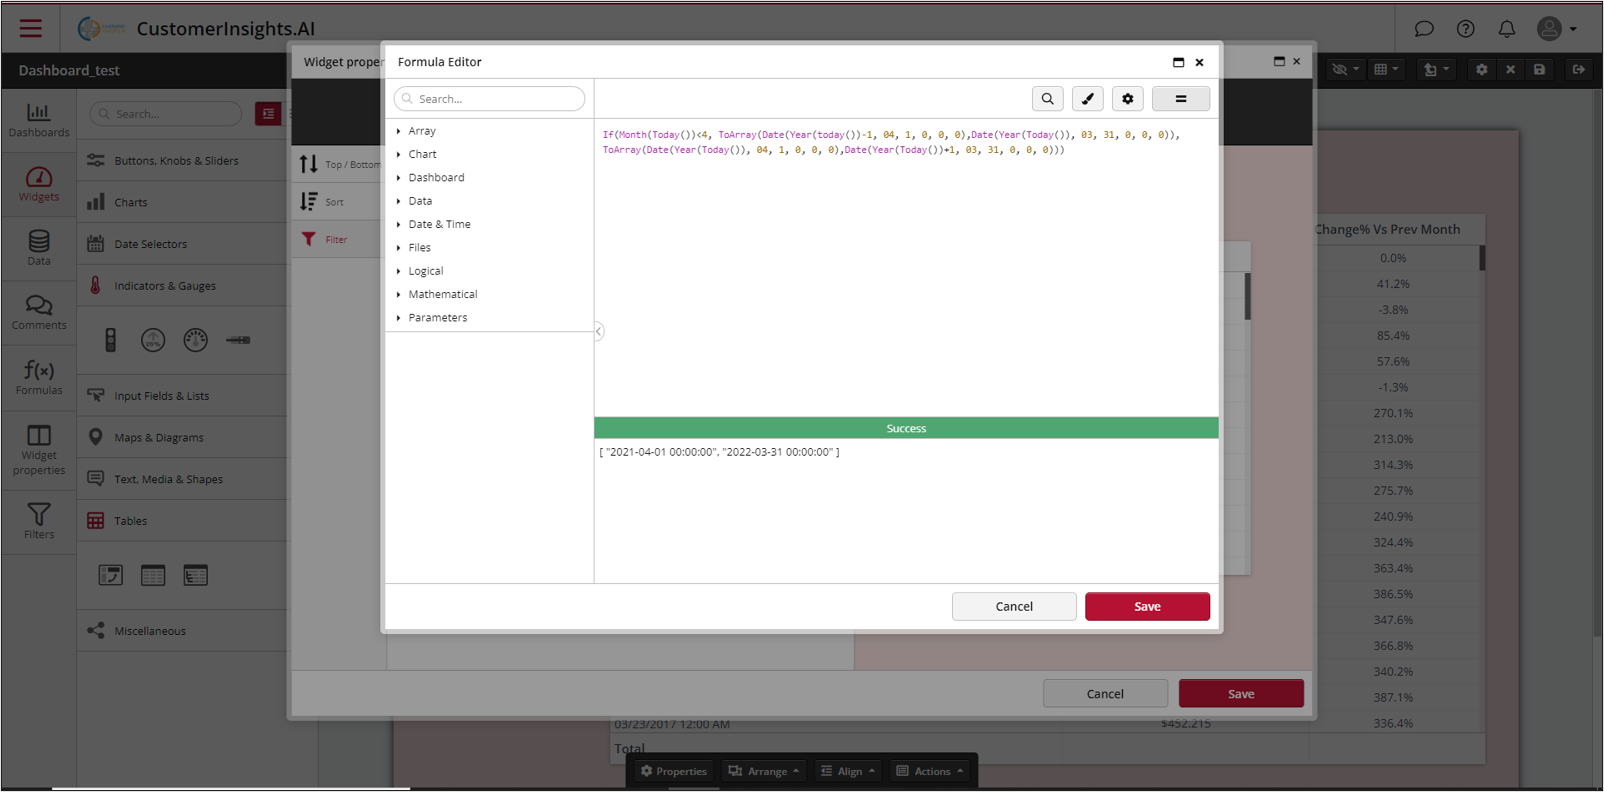 CustomerInsights.AI
Dashboard_test
Dashboards
Widgets
Data
Comments
f(x)
Formulas
Widget
properties
Filters
Search...
Buttons, Knobs & Sliders
Charts
Date Selectors
Indicators & Gauges
Input Fields & Lists
Maps & Diagrams
Text, Media & Shapes
Tables
Miscellaneous
Widget proper
Top / Bottom
Sort
Filter
Formula Editor
Search...
Array
Chart
Dashboard
Data
Date & Time
Files
Logical
Mathematical
Parameters
If(Month(Today())<4, ToArray(Date(Year(today())-1, 04, 1, 0, 0, 0),Date(Year(Today()), 03, 31, 0, 0, 0)),
ToArray(Date(Year(Today()), 04, 1, 0, 0, 0),Date(Year(Today())+1, 03, 31, 0, 0, 0)))
Success
[ "2021-04-01 00:00:00", "2022-03-31 00:00:00" ]
Cancel
Save
Cancel
Save
Change% Vs Prev Month
0.0%
41.2%
-3.8%
85.4%
57.6%
-1.3%
270.1%
213.0%
314.3%
275.7%
240.9%
324.4%
363.4%
386.5%
347.6%
366.8%
340.2%
387.1%
03/23/2017 12:00 AM $452.215 336.4%
Total
Properties Arrange Align Actions